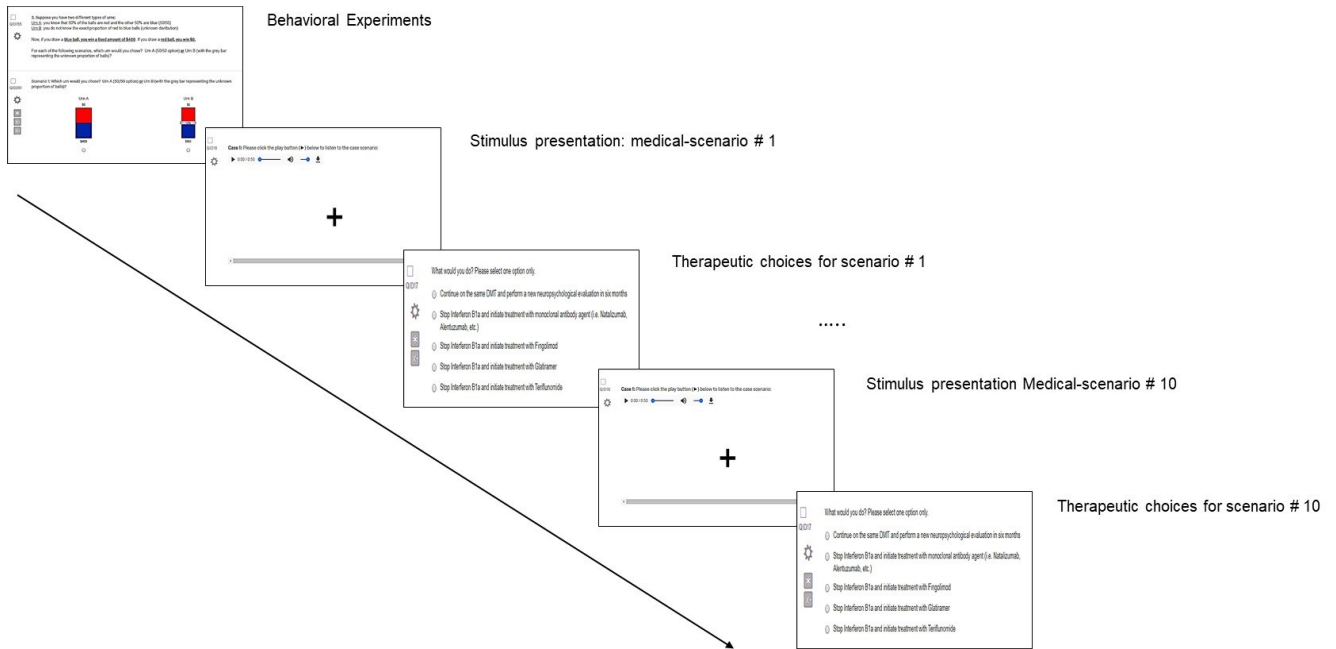 Behavioral Experiments
QID155
3. Suppose you have two different types of urns:
Urn A: you know that 50% of the balls are red and the other 50% are blue (50/50)
Urn B: you do not know the exact proportion of red to blue balls (unknown distribution)
Now, if you draw a blue ball, you win a fixed amount of $400. If you draw a red ball, you win $0.
For each of the following scenarios, which urn would you chose? Urn A (50/50 option) or Urn B (with the gray bar
representing the unknown proportion of balls)?
Scenario 1: Which urn would you chose? Urn A (50/50 option) or Urn B (with the gray bar representing the unknown
proportion of balls)?
Urn A
Urn B
$0
$0
$400
Stimulus presentation: medical-scenario # 1
Case 1: Please click the play button (▶) below to listen to the case scenario:
Therapeutic choices for scenario # 1
QID17
What would you do? Please select one option only.
Continue on the same DMT and perform a new neuropsychological evaluation in six months
Stop Interferon B1a and initiate treatment with monoclonal antibody agent (i.e. Natalizumab,
Alentuzumab, etc.)
Stop Interferon B1a and initiate treatment with Fingolimod
Stop Interferon B1a and initiate treatment with Glatiramer
Stop Interferon B1a and initiate treatment with Teriflunomide
.....
Stimulus presentation Medical-scenario # 10
Please click the play button (▶) below to listen to the case scenario:
Therapeutic choices for scenario # 10
QID17
What would you do? Please select one option only.
Continue on the same DMT and perform a new neuropsychological evaluation in six months
Stop Interferon B1a and initiate treatment with monoclonal antibody agent (i.e. Natalizumab,
Alentuzumab, etc.)
Stop Interferon B1a and initiate treatment with Fingolimod
Stop Interferon B1a and initiate treatment with Glatiramer
Stop Interferon B1a and initiate treatment with Teriflunomide